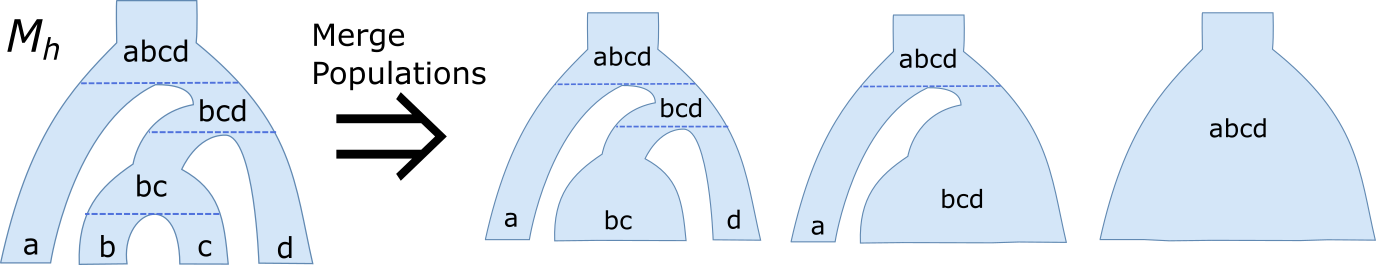 M_h
abcd
bcd
bc
a b c d
Merge
Populations
abcd
bcd
a bc d
abcd
bcd
a
abcd